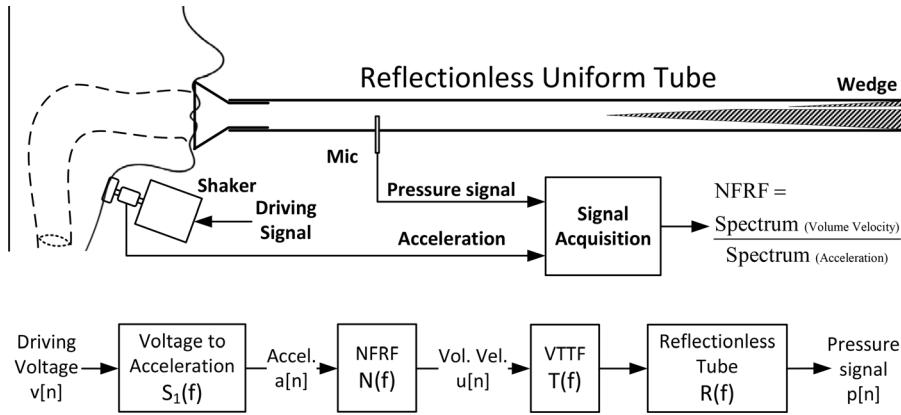 Reflectionless Uniform Tube
Wedge
Mic
Shaker
Driving
Signal
Pressure signal
Acceleration
Signal
Acquisition
NFRF =
Spectrum (Volume Velocity)
Spectrum (Acceleration)
Driving
Voltage
v[n]
Voltage to
Acceleration
S₁(f)
Accel.
a[n]
NFRF
N(f)
Vol. Vel.
u[n]
VTTF
T(f)
Reflectionless
Tube
R(f)
Pressure
signal
p[n]